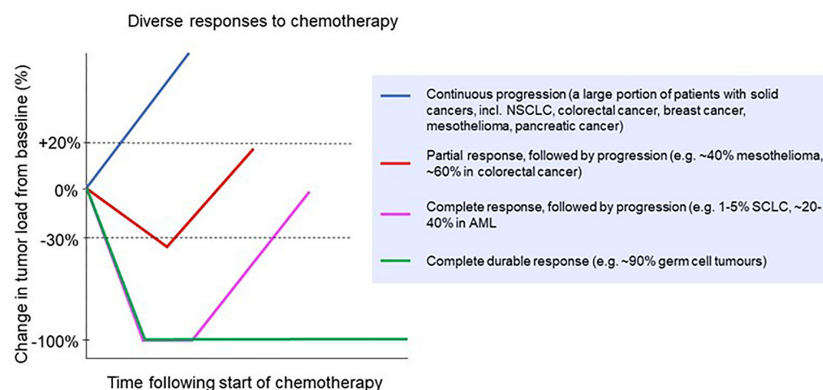 Diverse responses to chemotherapy
Change in tumor load from baseline (%)
+20%
0%
-30%
-100%
Time following start of chemotherapy
Continuous progression (a large portion of patients with solid
cancers, incl. NSCLC, colorectal cancer, breast cancer,
mesothelioma, pancreatic cancer)
Partial response, followed by progression (e.g. ~40% mesothelioma,
~60% in colorectal cancer)
Complete response, followed by progression (e.g. 1-5% SCLC, ~20-
40% in AML
Complete durable response (e.g. ~90% germ cell tumours)